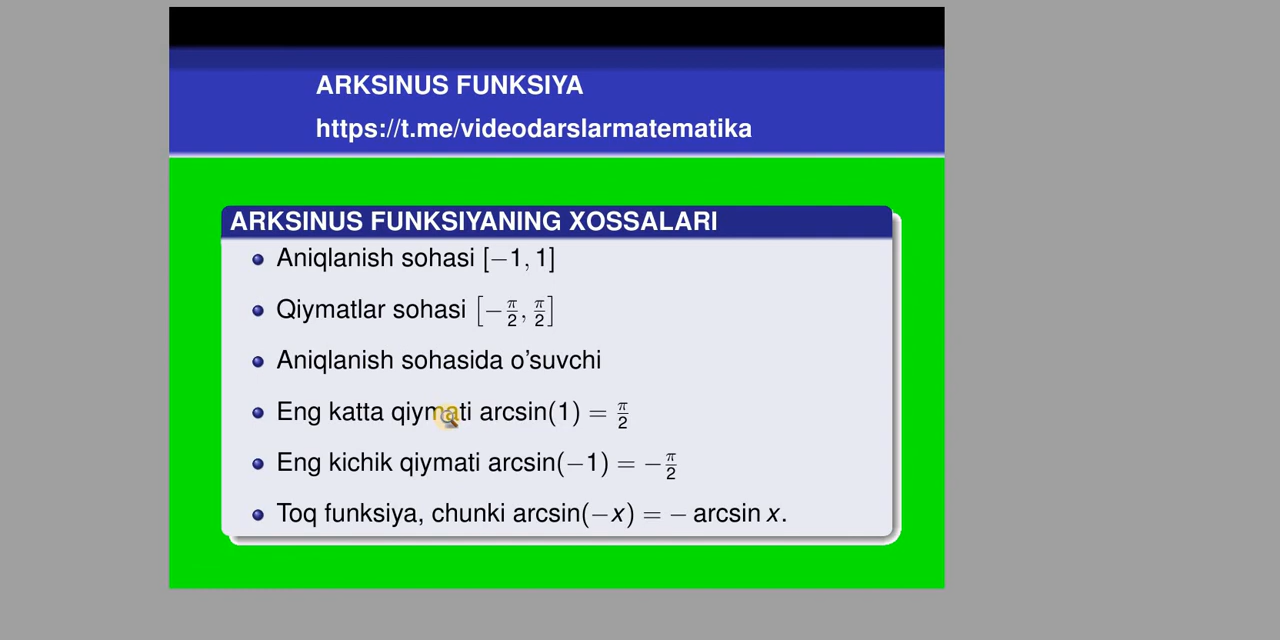 ARKSINUS FUNKSIYA
https://t.me/videodarslarmatematika
ARKSINUS FUNKSIYANING XOSSALARI
Aniqlanish sohasi [−1, 1]
Qiymatlar sohasi [−π/2, π/2]
Aniqlanish sohasida o'suvchi
Eng katta qiymati arcsin(1) = π/2
Eng kichik qiymati arcsin(−1) = −π/2
Toq funksiya, chunki arcsin(−x) = − arcsin x.